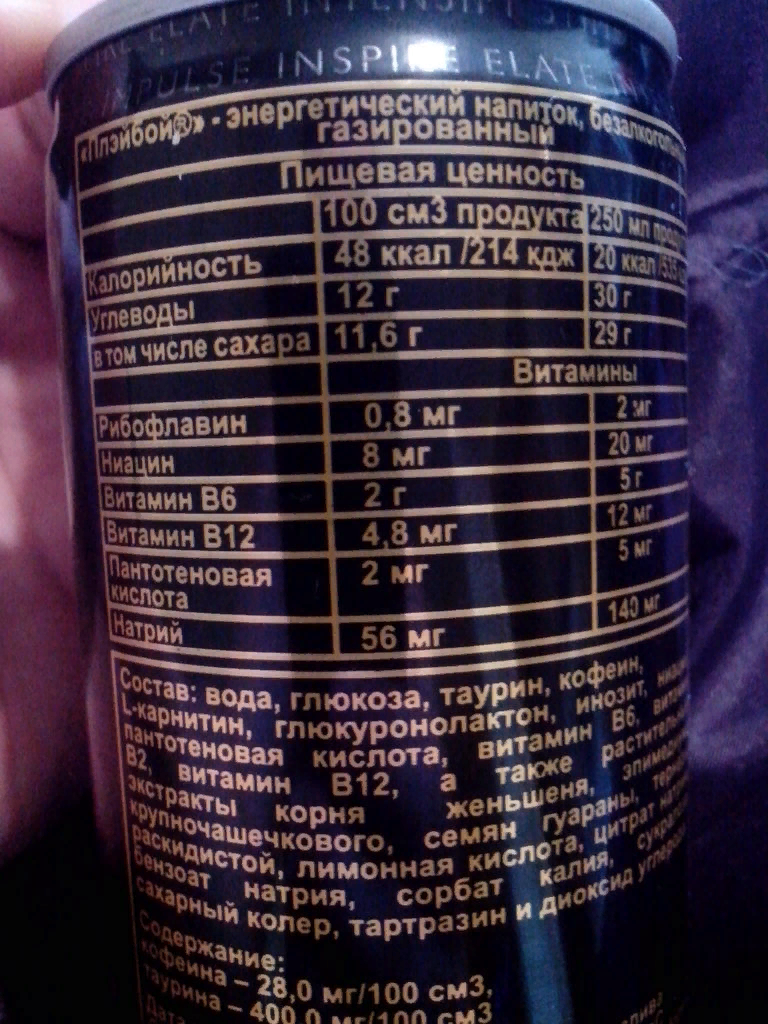 ELATE INTENSIFY
IMPULSE INSPIRE ELATE
«Плэйбой®» - энергетический напиток,
газированный
Пищевая ценность
100 см3 продукта 250 мл
Калорийность 48 ккал /214 кдж 20 ккал
Углеводы 12 г 30 г
в том числе сахара 11,6 г 29 г
Витамины
Рибофлавин 0,8 мг 2 мг
Ниацин 8 мг 20 мг
Витамин В6 2 г 5 г
Витамин В12 4,8 мг 12 мг
Пантотеновая
кислота 2 мг 5 мг
Натрий 56 мг 140 мг
Состав: вода, глюкоза, таурин, кофеин,
L-карнитин, глюкуронолактон, инозит,
пантотеновая кислота, витамин В6,
В2, витамин В12, а также
экстракты корня женьшеня,
крупночашечкового, семян гуараны,
раскидистой, лимонная кислота, цитрат
бензоат натрия, сорбат калия,
сахарный колер, тартразин и диоксид
Содержание:
кофеина – 28,0 мг/100 см3,
таурина – 400,0 мг/100 см3
Дата